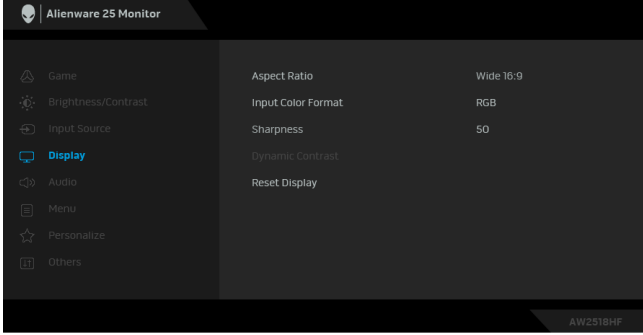 Alienware 25 Monitor
Game
Aspect Ratio Wide 16:9
Brightness/Contrast
Input Color Format RGB
Input Source
Sharpness 50
Display
Dynamic Contrast
Audio
Reset Display
Menu
Personalize
Others
AW2518HF